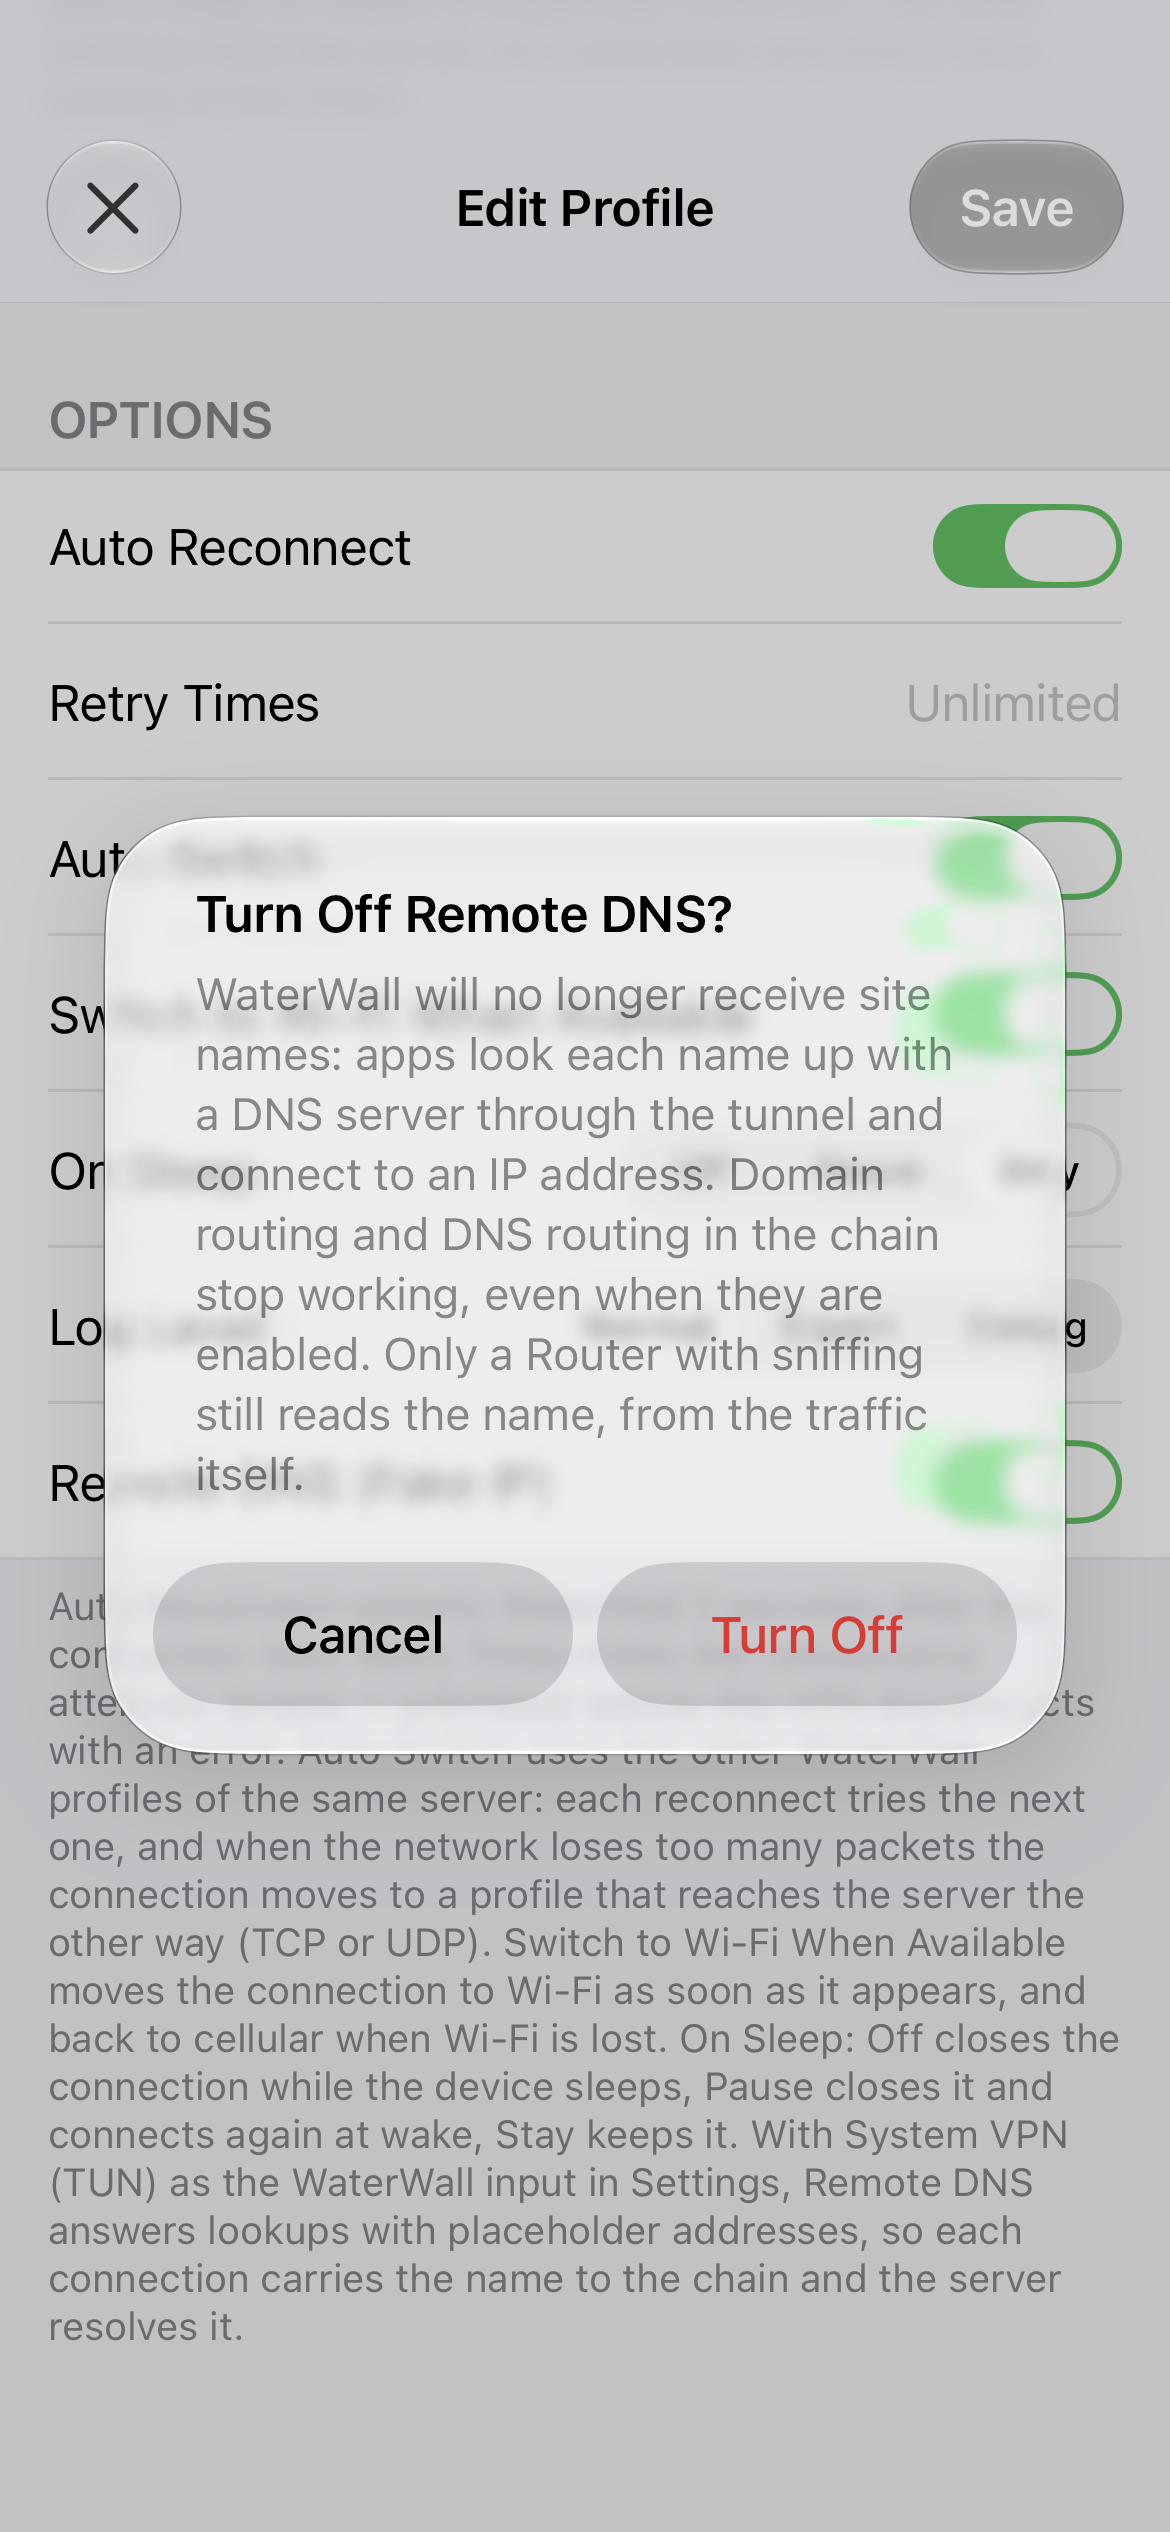 Edit Profile
Save
OPTIONS
Auto Reconnect
Retry Times
Unlimited
Turn Off Remote DNS?
WaterWall will no longer receive site
names: apps look each name up with
a DNS server through the tunnel and
connect to an IP address. Domain
routing and DNS routing in the chain
stop working, even when they are
enabled. Only a Router with sniffing
still reads the name, from the traffic
itself.
Cancel
Turn Off
with an error. Auto Switch uses the other WaterWall
profiles of the same server: each reconnect tries the next
one, and when the network loses too many packets the
connection moves to a profile that reaches the server the
other way (TCP or UDP). Switch to Wi-Fi When Available
moves the connection to Wi-Fi as soon as it appears, and
back to cellular when Wi-Fi is lost. On Sleep: Off closes the
connection while the device sleeps, Pause closes it and
connects again at wake, Stay keeps it. With System VPN
(TUN) as the WaterWall input in Settings, Remote DNS
answers lookups with placeholder addresses, so each
connection carries the name to the chain and the server
resolves it.